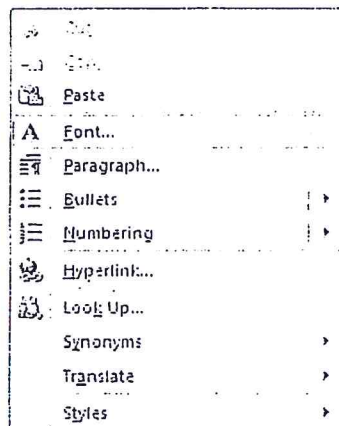 Paste
Font...
Paragraph...
Bullets
Numbering
Hyperlink...
Look Up...
Synonyms
Translate
Styles